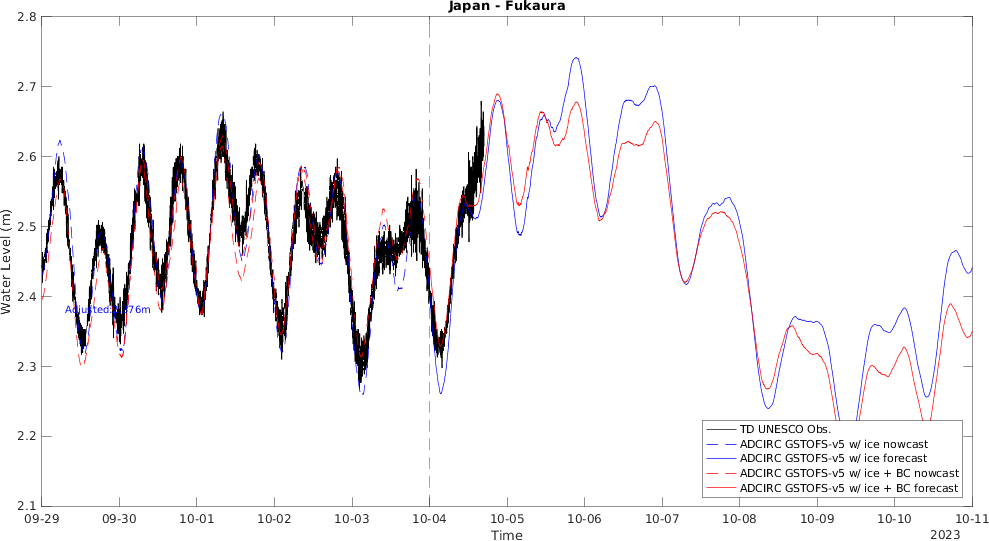 Japan - Fukaura
2.8
2.7
2.6
2.5
2.4
2.3
2.2
2.1
Water Level (m)
TD UNESCO Obs.
ADCIRC GSTOFS-v5 w/ ice nowcast
ADCIRC GSTOFS-v5 w/ ice forecast
ADCIRC GSTOFS-v5 w/ ice + BC nowcast
ADCIRC GSTOFS-v5 w/ ice + BC forecast
09-29 09-30 10-01 10-02 10-03 10-04 10-05 10-06 10-07 10-08 10-09 10-10 10-11
Time
2023